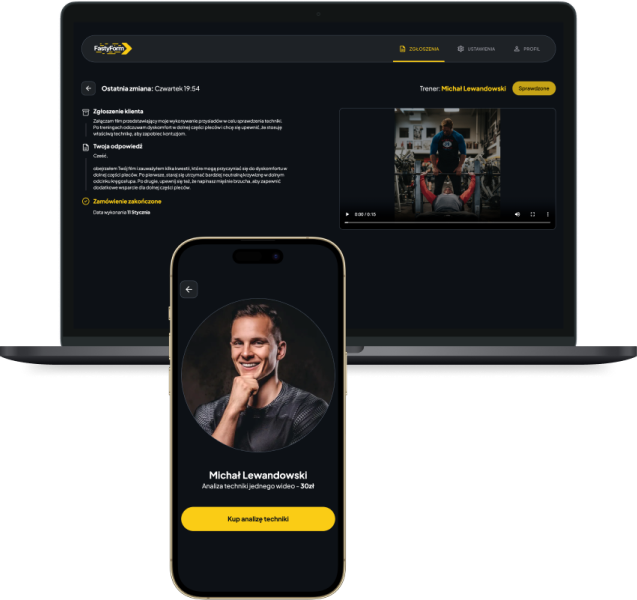 FastyForm
ZGŁOSZENIA
USTAWIENIA
PROFIL
Ostatnia zmiana: Czwartek 19:54
Trener: Michał Lewandowski
Sprawdzone
Zgłoszenie klienta
Załączam film przedstawiający moje wykonywanie przysiadów w celu sprawdzenia techniki.
Po treningach odczuwam dyskomfort w dolnej części pleców i chcę się upewnić, że stosuję
właściwą technikę, aby zapobiec kontuzjom.
Twoja odpowiedź
Cześć,
obejrzałem Twój film i zauważyłem kilka kwestii, które mogą przyczyniać się do dyskomfortu w
dolnej części pleców. Po pierwsze, staraj się utrzymać bardziej neutralną krzywiznę w dolnym
odcinku kręgosłupa. Po drugie, upewnij się też, że napinasz mięśnie brzucha, aby zapewnić
dodatkowe wsparcie dla dolnej części pleców.
Zamówienie zakończone
Data wykonania 11 Stycznia
0:00 / 0:15
Michał Lewandowski
Analiza techniki jednego wideo - 30zł
Kup analizę techniki